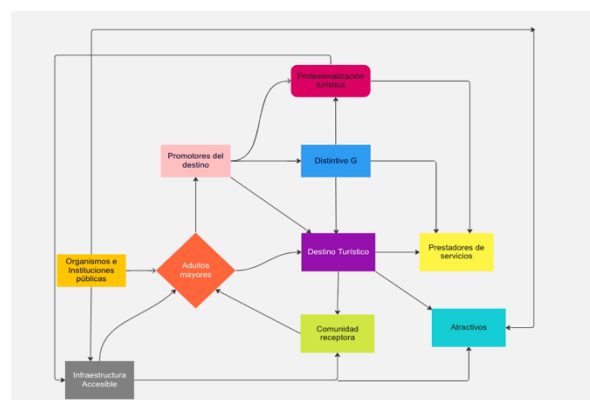 Profesionalización
turística
Promotores del
destino
Distintivo G
Organismos e
Instituciones
públicas
Adultos
mayores
Destino Turístico
Prestadores de
servicios
Comunidad
receptora
Atractivos
Infraestructura
Accesible